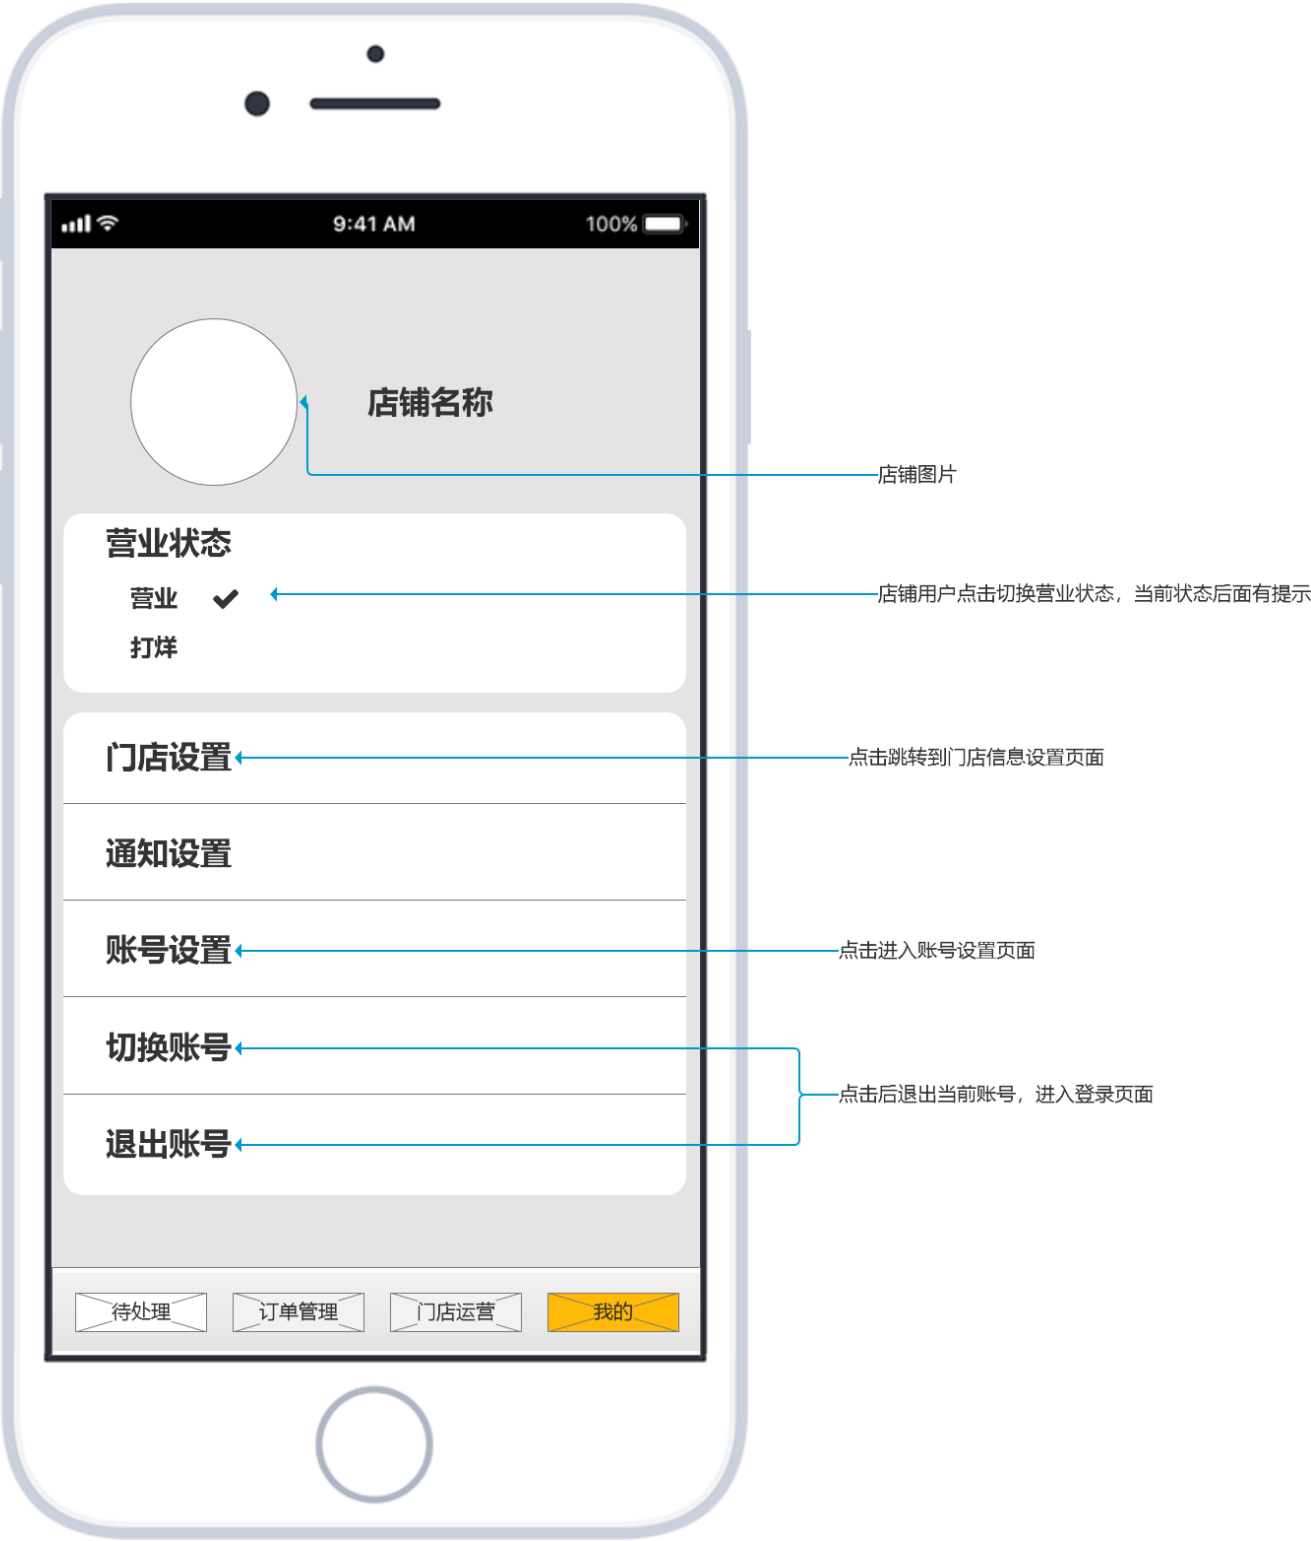 9:41 AM
100%
店铺名称
店铺图片
营业状态
营业
店铺用户点击切换营业状态，当前状态后面有提示
打烊
门店设置
点击跳转到门店信息设置页面
通知设置
账号设置
点击进入账号设置页面
切换账号
点击后退出当前账号，进入登录页面
退出账号
待处理
订单管理
门店运营
我的